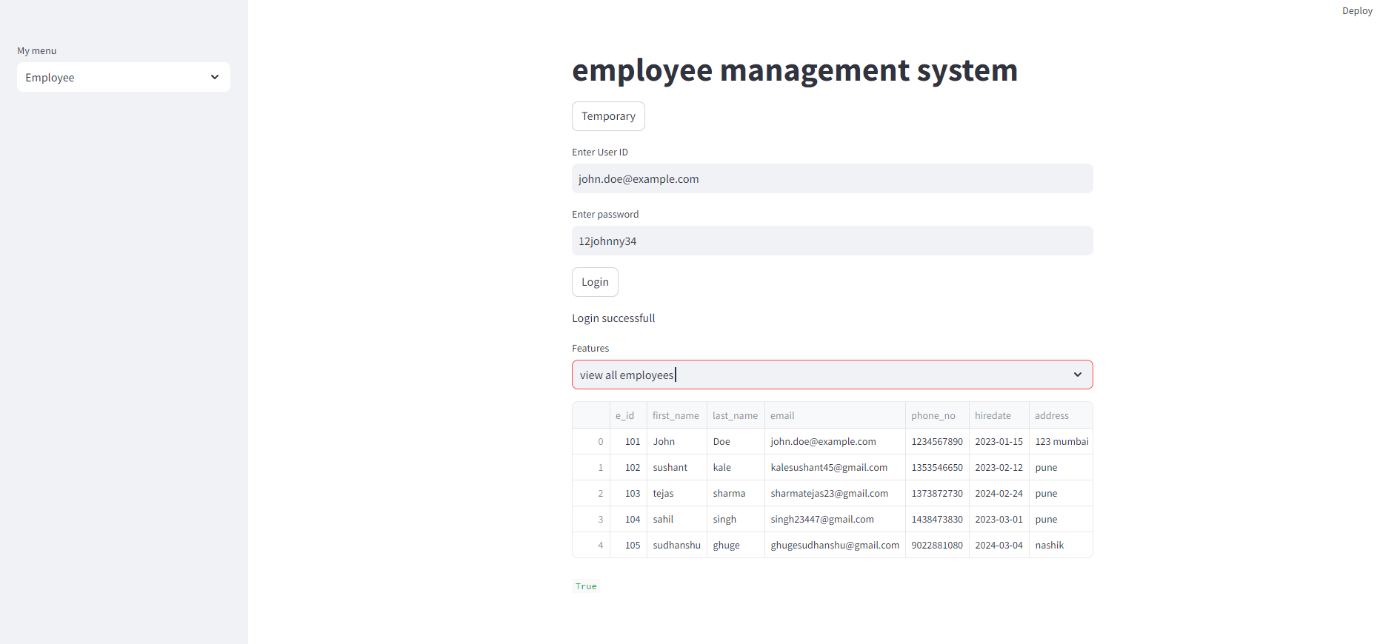 Deploy
My menu
Employee
employee management system
Temporary
Enter User ID
john.doe@example.com
Enter password
12johnny34
Login
Login successfull
Features
view all employees
e_id first_name last_name email phone_no hiredate address
0 101 John Doe john.doe@example.com 1234567890 2023-01-15 123 mumbai
1 102 sushant kale kalesushant45@gmail.com 1353546650 2023-02-12 pune
2 103 tejas sharma sharmatejas23@gmail.com 1373872730 2024-02-24 pune
3 104 sahil singh singh23447@gmail.com 1438473830 2023-03-01 pune
4 105 sudhanshu ghuge ghugesudhanshu@gmail.com 9022881080 2024-03-04 nashik
True